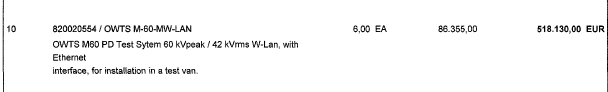 10 820020554 / OWTS M-60-MW-LAN 6,00 EA 86.355,00 518.130,00 EUR
OWTS M60 PD Test Sytem 60 kVpeak / 42 kVrms W-Lan, with
Ethernet
interface, for installation in a test van.